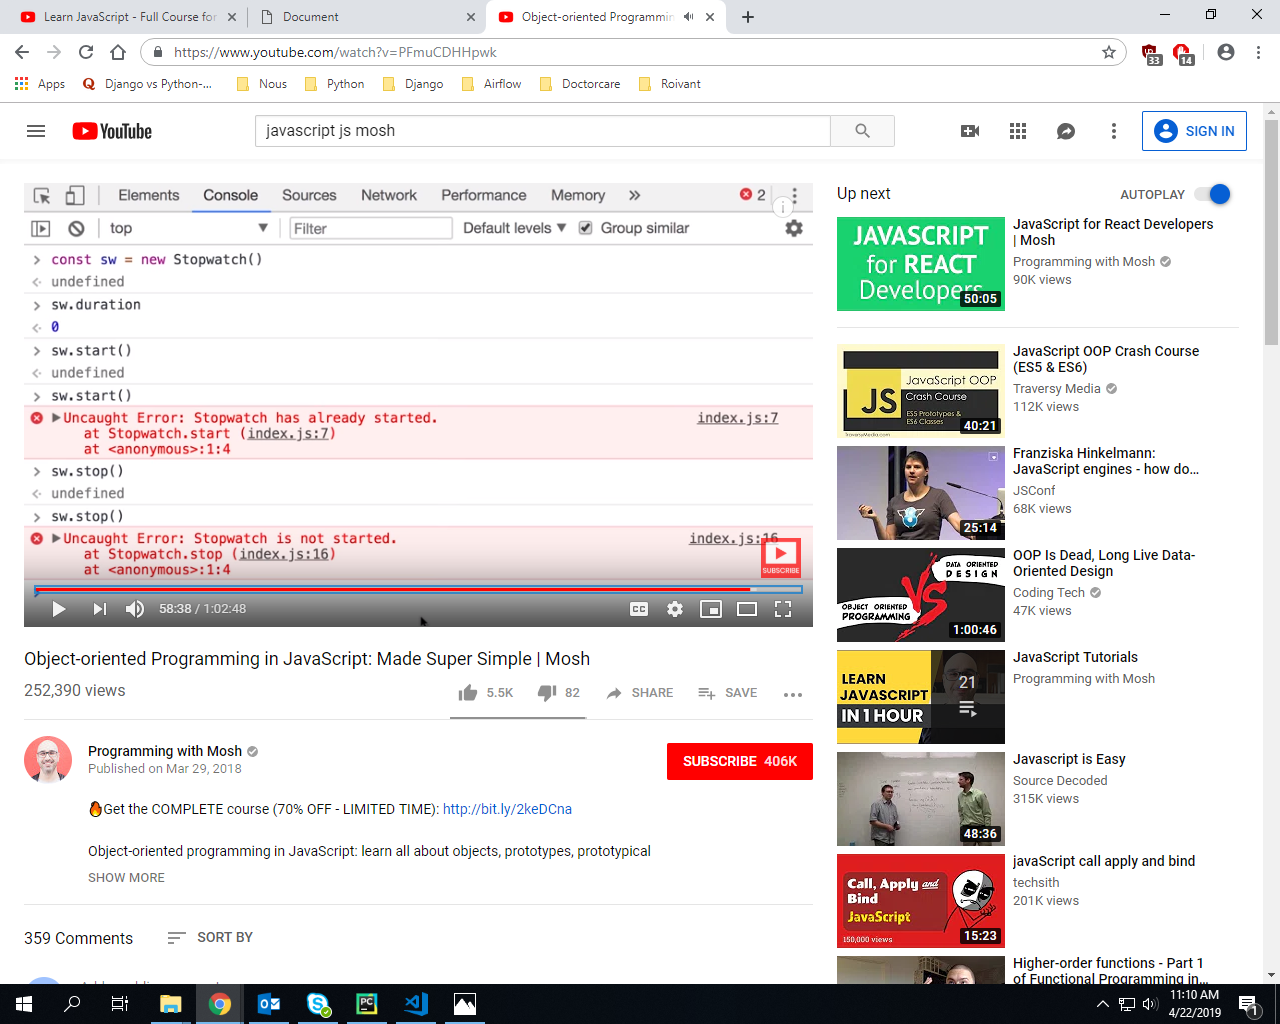 Learn JavaScript - Full Course for
Document
Object-oriented Programmin
https://www.youtube.com/watch?v=PFmuCDHHpwk
33
14
Apps
Django vs Python-...
Nous
Python
Django
Airflow
Doctorcare
Roivant
YouTube
javascript js mosh
SIGN IN
Elements Console Sources Network Performance Memory » 2
top Filter Default levels ▼ Group similar
> const sw = new Stopwatch()
undefined
> sw.duration
0
> sw.start()
undefined
> sw.start()
▶Uncaught Error: Stopwatch has already started. index.js:7
at Stopwatch.start (index.js:7)
at <anonymous>:1:4
> sw.stop()
undefined
> sw.stop()
▶Uncaught Error: Stopwatch is not started. index.js:16
at Stopwatch.stop (index.js:16)
at <anonymous>:1:4
SUBSCRIBE
58:38 / 1:02:48
CC
Object-oriented Programming in JavaScript: Made Super Simple | Mosh
252,390 views
5.5K 82 SHARE SAVE
Programming with Mosh
Published on Mar 29, 2018
SUBSCRIBE 406K
Get the COMPLETE course (70% OFF - LIMITED TIME): http://bit.ly/2keDCna
Object-oriented programming in JavaScript: learn all about objects, prototypes, prototypical
SHOW MORE
359 Comments
SORT BY
Up next
AUTOPLAY
JAVASCRIPT
for REACT
Developers
50:05
JavaScript for React Developers
| Mosh
Programming with Mosh
90K views
JS
JavaScript OOP
Crash Course
ES5 Prototypes &
ES6 Classes
TraversyMedia.com
40:21
JavaScript OOP Crash Course
(ES5 & ES6)
Traversy Media
112K views
25:14
Franziska Hinkelmann:
JavaScript engines - how do...
JSConf
68K views
DATA ORIENTED
DESIGN
VS
OBJECT ORIENTED
PROGRAMMING
1:00:46
OOP Is Dead, Long Live Data-
Oriented Design
Coding Tech
47K views
LEARN
JAVASCRIPT
IN 1 HOUR
21
JavaScript Tutorials
Programming with Mosh
48:36
Javascript is Easy
Source Decoded
315K views
Call, Apply and
Bind
JavaScript
150,000 views
15:23
javaScript call apply and bind
techsith
201K views
Higher-order functions - Part 1
of Functional Programming in...
11:10 AM
4/22/2019
1